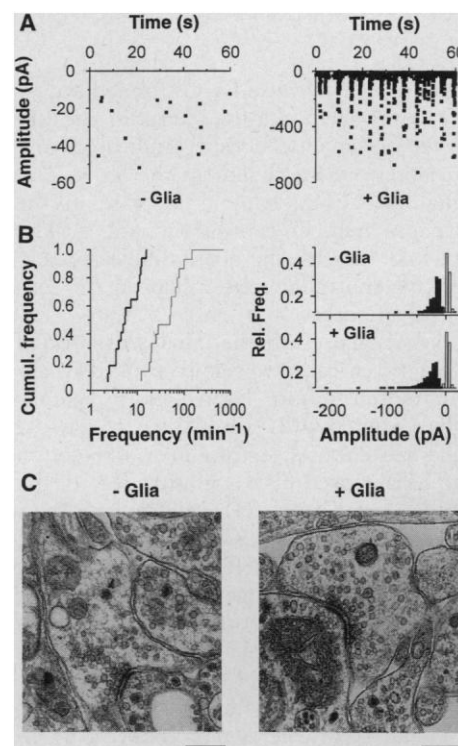 A
Time (s)
0 20 40 60
Amplitude (pA)
0
-20
-40
-60
- Glia
Time (s)
0 20 40 60
0
-400
-800
+ Glia
B
Cumul. frequency
1.0
0.8
0.6
0.4
0.2
0
1 10 100 1000
Frequency (min⁻¹)
Rel. Freq.
- Glia
0.4
0.2
+ Glia
0.4
0.2
-200 -100 0
Amplitude (pA)
C
- Glia
+ Glia